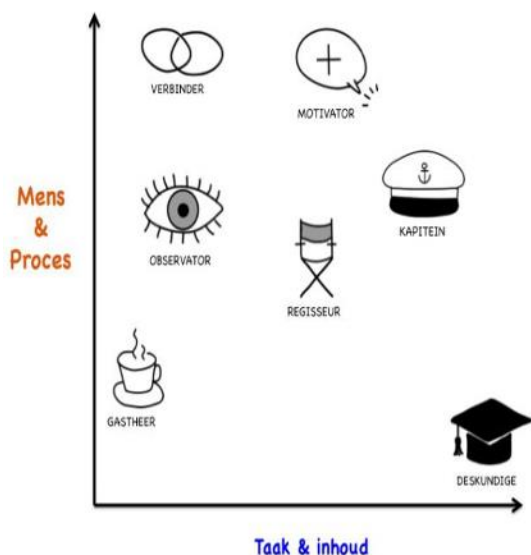 VERBINDER
MOTIVATOR
Mens
&
Proces
OBSERVATOR
KAPITEIN
REGISSEUR
GASTHEER
DESKUNDIGE
Taak & inhoud